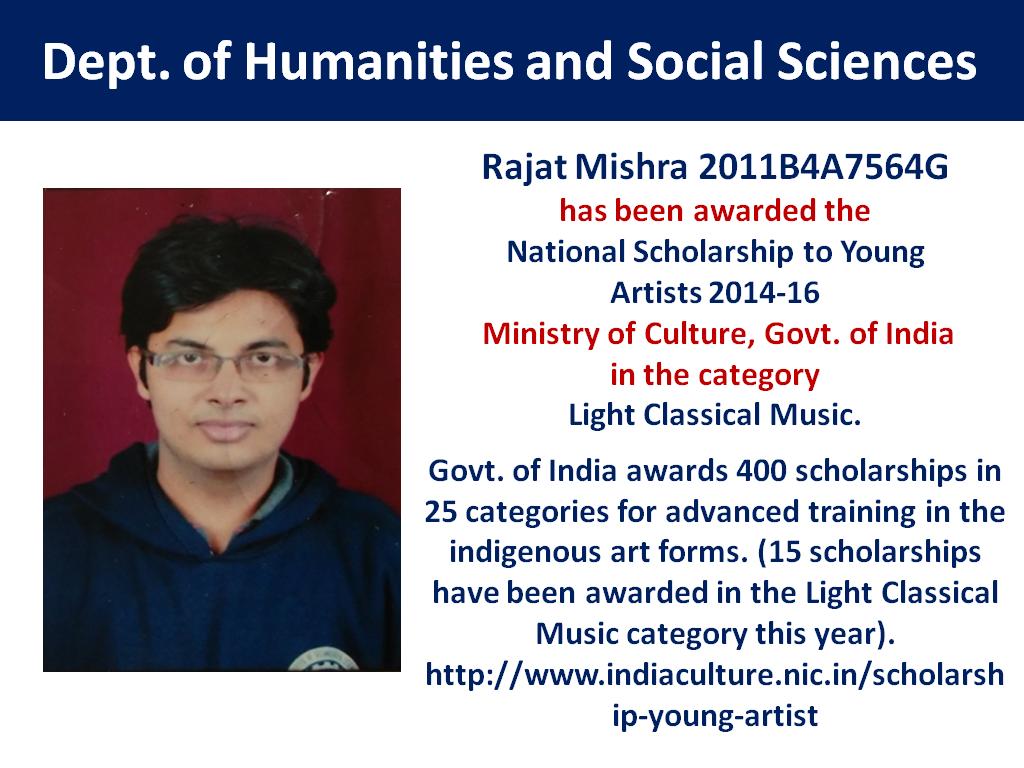 Dept. of Humanities and Social Sciences
Rajat Mishra 2011B4A7564G
has been awarded the
National Scholarship to Young
Artists 2014-16
Ministry of Culture, Govt. of India
in the category
Light Classical Music.
Govt. of India awards 400 scholarships in
25 categories for advanced training in the
indigenous art forms. (15 scholarships
have been awarded in the Light Classical
Music category this year).
http://www.indiaculture.nic.in/scholarsh
ip-young-artist